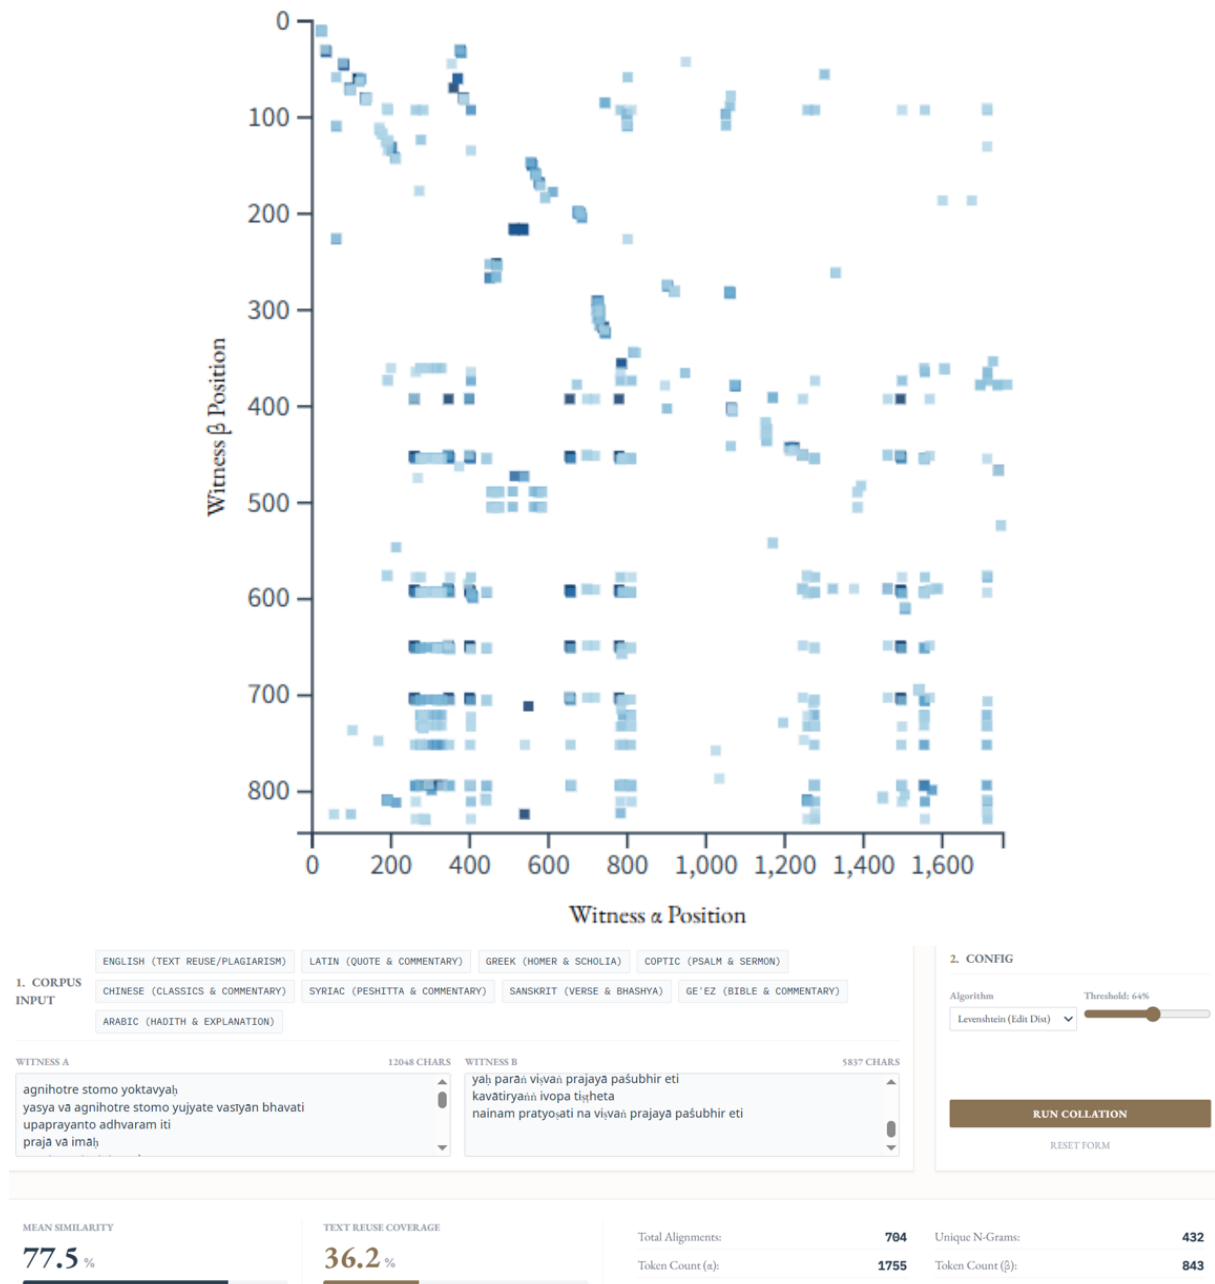 0
100
200
300
400
500
600
700
800
Witness β Position
0 200 400 600 800 1,000 1,200 1,400 1,600
Witness α Position
1. CORPUS INPUT
ENGLISH (TEXT REUSE/PLAGIARISM) LATIN (QUOTE & COMMENTARY) GREEK (HOMER & SCHOLIA) COPTIC (PSALM & SERMON)
CHINESE (CLASSICS & COMMENTARY) SYRIAC (PESHITTA & COMMENTARY) SANSKRIT (VERSE & BHASHYA) GE'EZ (BIBLE & COMMENTARY)
ARABIC (HADITH & EXPLANATION)
WITNESS A 12048 CHARS
agnihotre stomo yoktavyaḥ
yasya vā agnihotre stomo yujyate vasīyān bhavati
upaprayanto adhvaram iti
prajā vā imāḥ
WITNESS B 5837 CHARS
yaḥ parāṅ viṣvaṅ prajayā paśubhir eti
kavātiryaṅṅ ivopa tiṣṭheta
nainam pratyoṣati na viṣvaṅ prajayā paśubhir eti
2. CONFIG
Algorithm
Levenshtein (Edit Dist)
Threshold: 64%
RUN COLLATION
RESET FORM
MEAN SIMILARITY
77.5 %
TEXT REUSE COVERAGE
36.2 %
Total Alignments: 704
Token Count (α): 1755
Unique N-Grams: 432
Token Count (β): 843